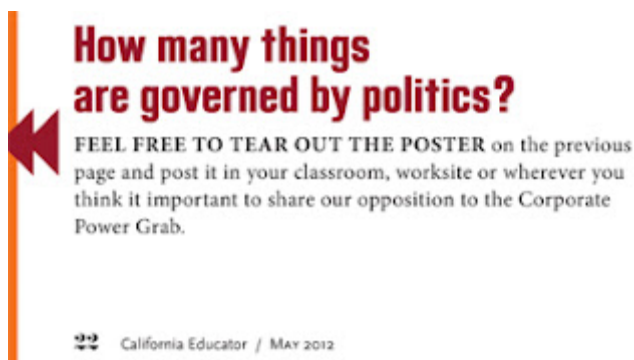 How many things
are governed by politics?
FEEL FREE TO TEAR OUT THE POSTER on the previous
page and post it in your classroom, worksite or wherever you
think it important to share our opposition to the Corporate
Power Grab.
22 California Educator / MAY 2012